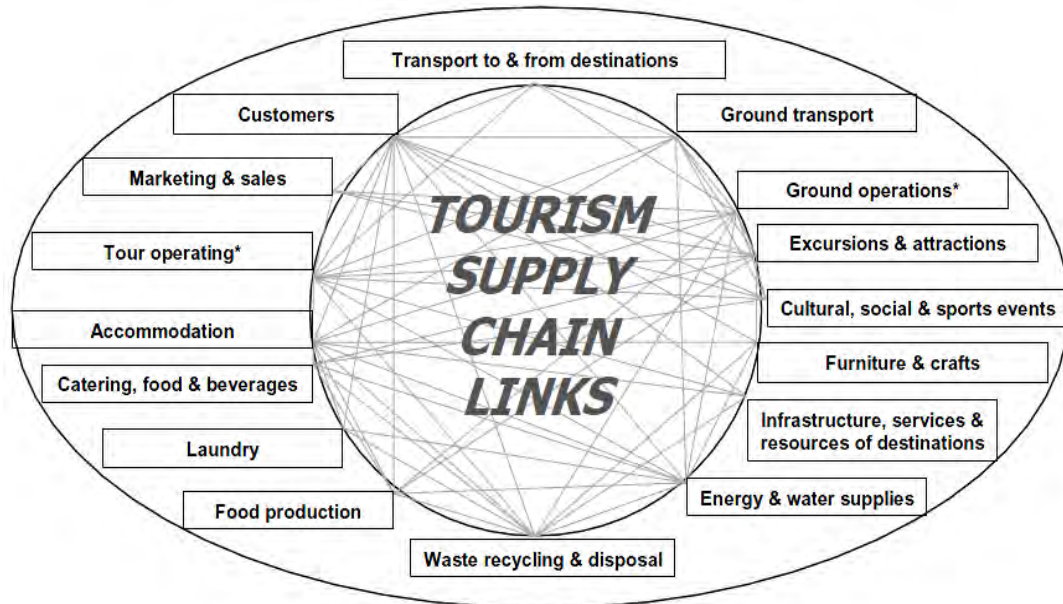 Transport to & from destinations
Customers
Ground transport
Marketing & sales
Ground operations*
Tour operating*
Excursions & attractions
Cultural, social & sports events
Accommodation
Furniture & crafts
Catering, food & beverages
Infrastructure, services &
resources of destinations
Laundry
Energy & water supplies
Food production
Waste recycling & disposal
TOURISM
SUPPLY
CHAIN
LINKS